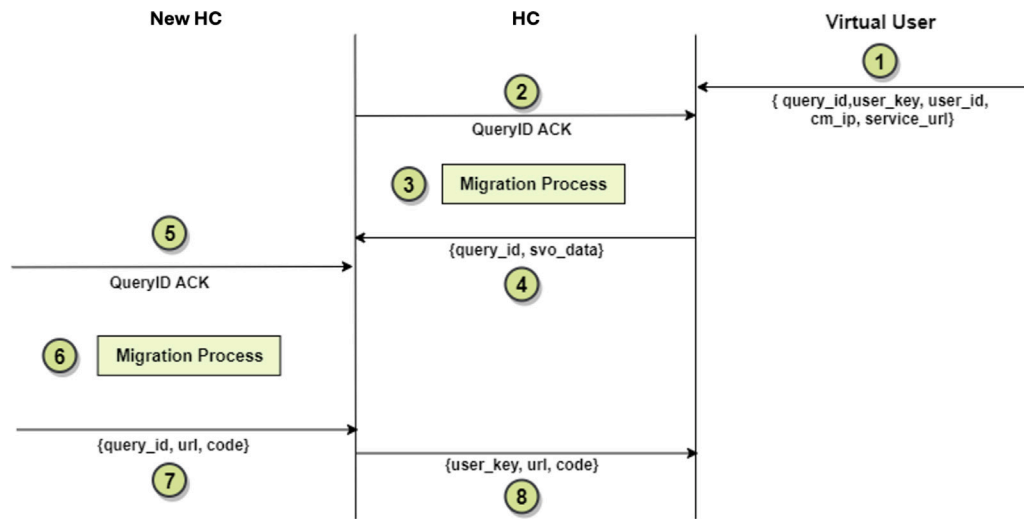 New HC
HC
Virtual User
1
{ query_id,user_key, user_id,
cm_ip, service_url}
2
QueryID ACK
3
Migration Process
{query_id, svo_data}
4
5
QueryID ACK
6
Migration Process
{query_id, url, code}
7
{user_key, url, code}
8